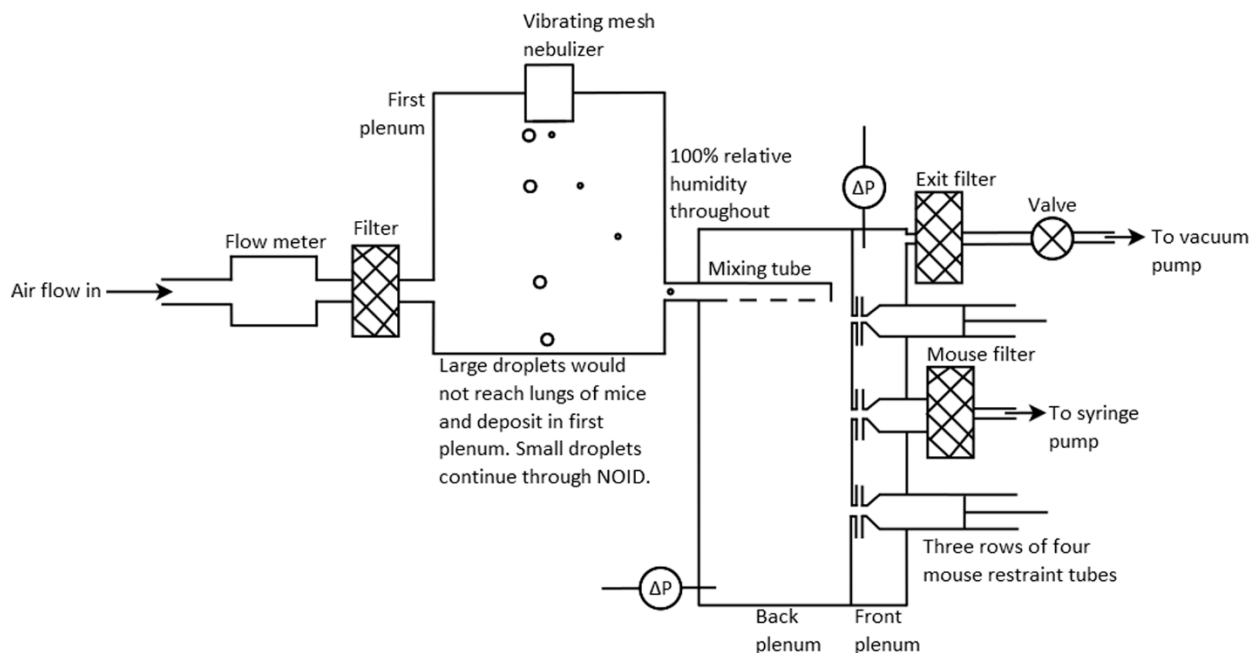 Vibrating mesh
nebulizer
First
plenum
100% relative
humidity
throughout
ΔP
Exit filter
Valve
To vacuum
pump
Filter
Flow meter
Air flow in
Mixing tube
Mouse filter
To syringe
pump
Large droplets would
not reach lungs of mice
and deposit in first
plenum. Small droplets
continue through NOID.
Three rows of four
mouse restraint tubes
ΔP
Back
plenum
Front
plenum